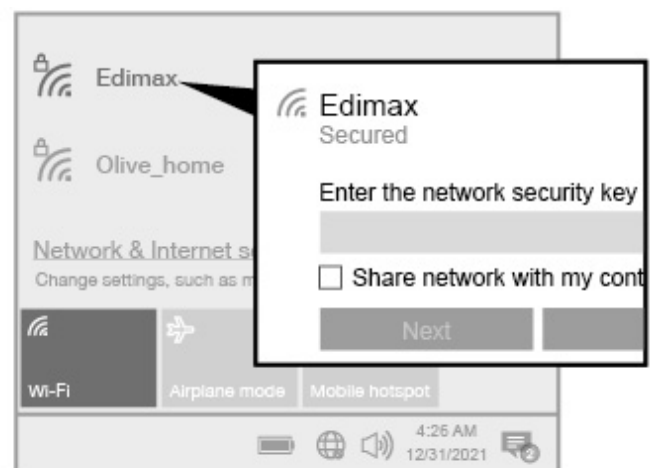 Edimax
Olive_home
Network & Internet s
Change settings, such as m
Wi-Fi
Airplane mode
Mobile hotspot
4:26 AM
12/31/2021
2
Edimax
Secured
Enter the network security key
Share network with my cont
Next